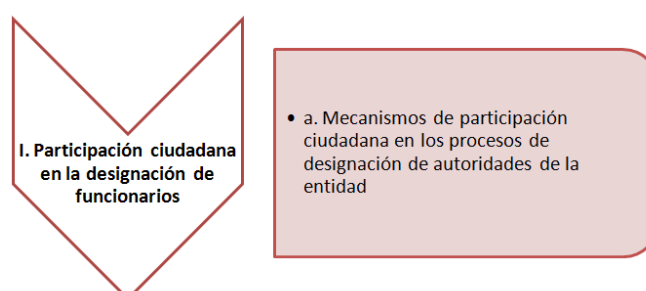 I. Participación ciudadana
en la designación de
funcionarios
• a. Mecanismos de participación
ciudadana en los procesos de
designación de autoridades de la
entidad